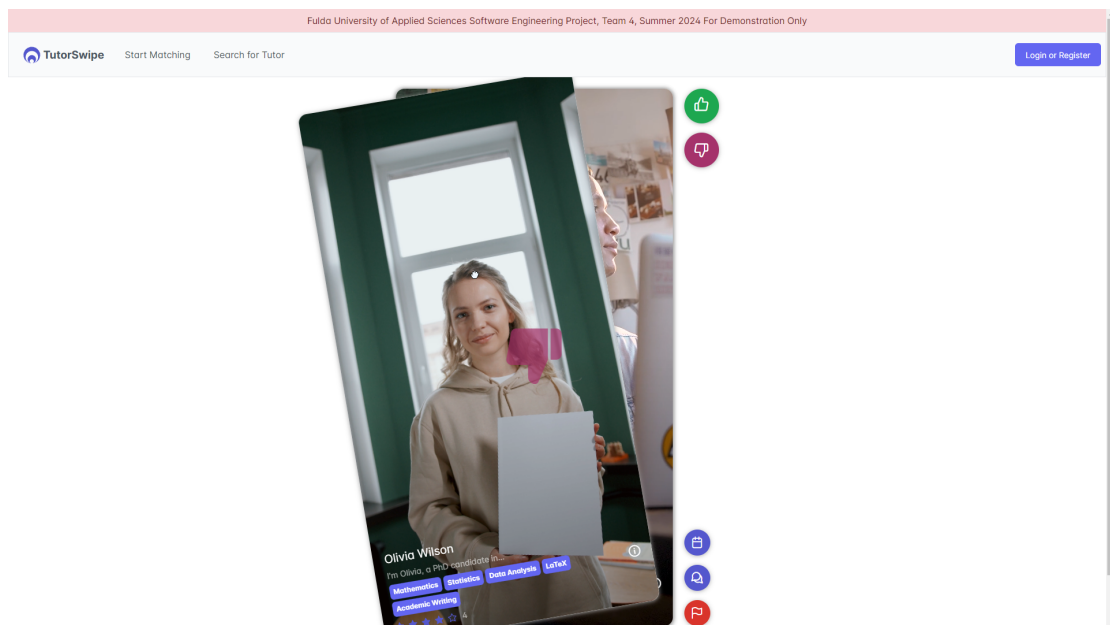 Fulda University of Applied Sciences Software Engineering Project, Team 4, Summer 2024 For Demonstration Only
TutorSwipe Start Matching Search for Tutor Login or Register
Olivia Wilson
I'm Olivia, a PhD candidate in...
Mathematics Statistics Data Analysis LaTeX
Academic Writing
4